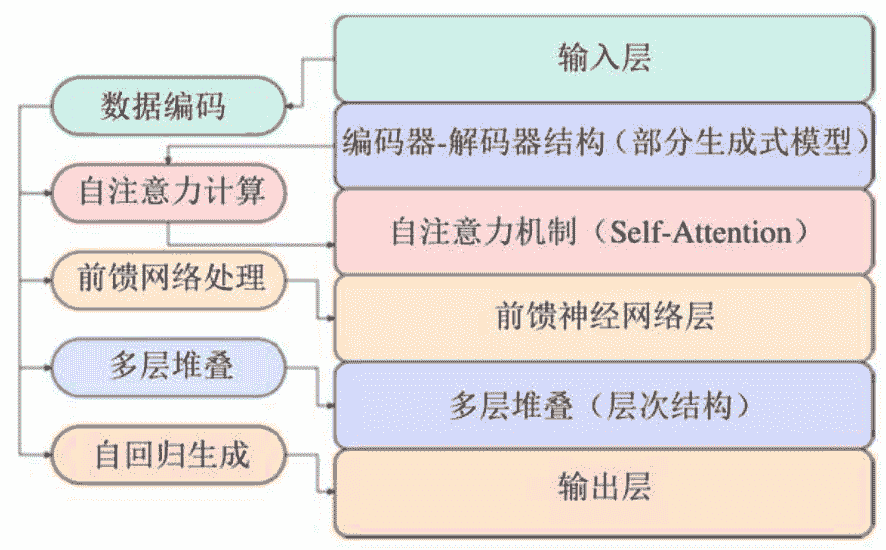 输入层
数据编码
编码器-解码器结构（部分生成式模型）
自注意力计算
自注意力机制（Self-Attention）
前馈网络处理
前馈神经网络层
多层堆叠
多层堆叠（层次结构）
自回归生成
输出层